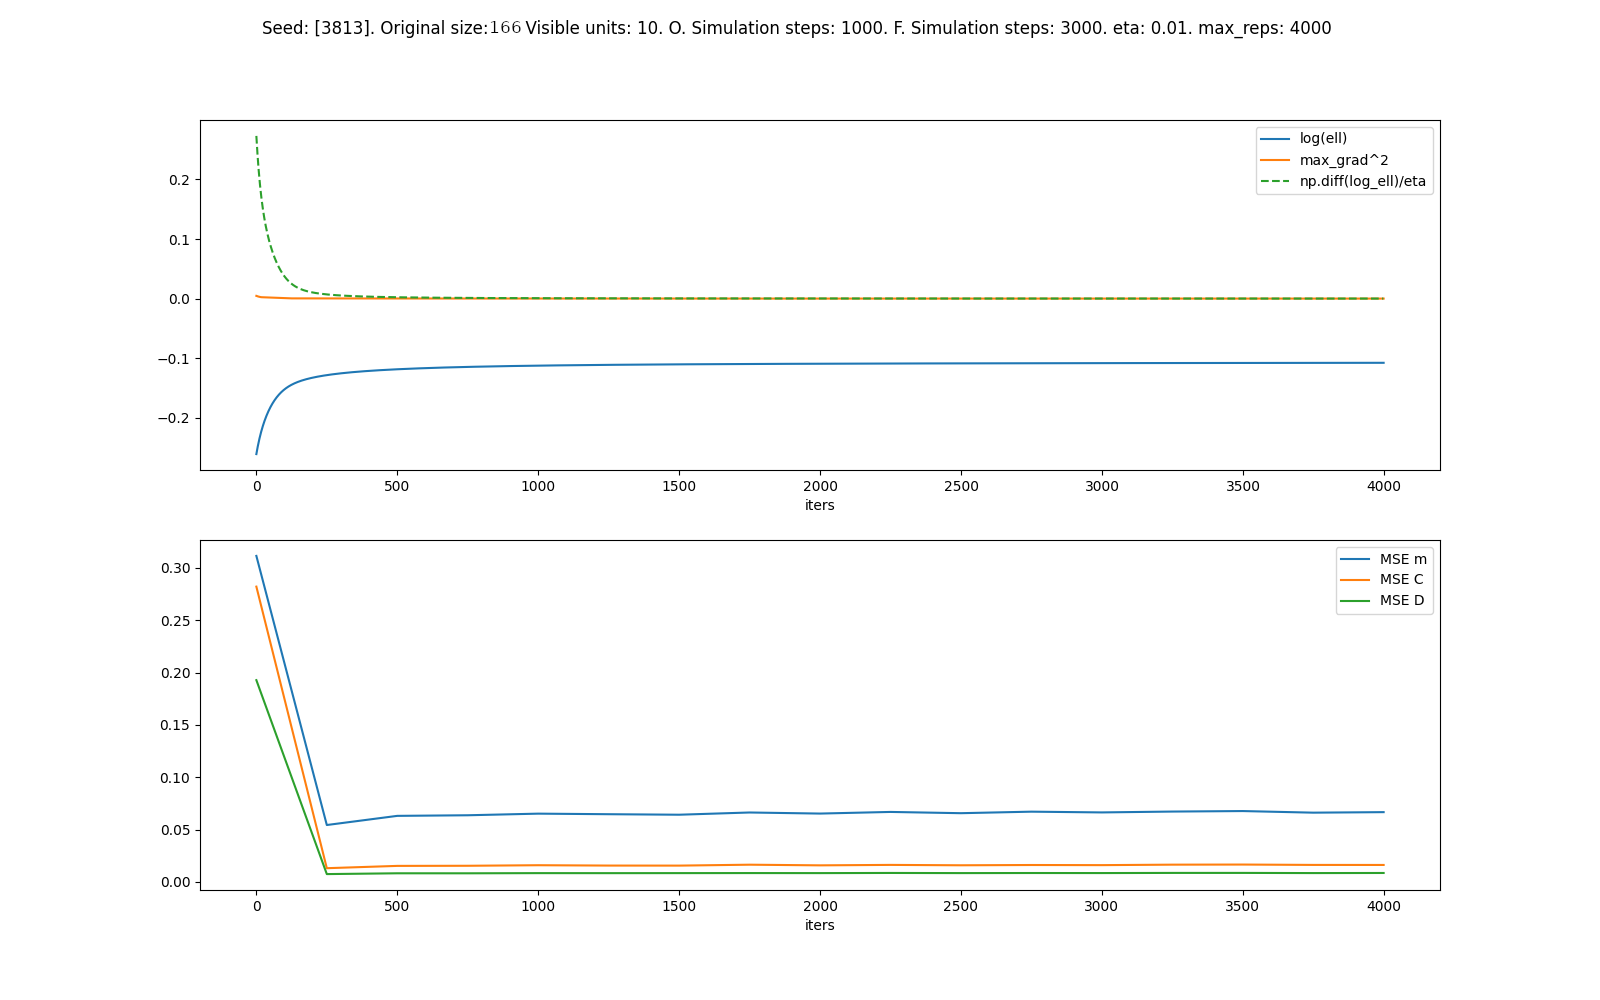 Seed: [3813]. Original size:166 Visible units: 10. O. Simulation steps: 1000. F. Simulation steps: 3000. eta: 0.01. max_reps: 4000
log(ell)
max_grad^2
np.diff(log_ell)/eta
0.2
0.1
0.0
−0.1
−0.2
0 500 1000 1500 2000 2500 3000 3500 4000
iters
MSE m
MSE C
MSE D
0.30
0.25
0.20
0.15
0.10
0.05
0.00
0 500 1000 1500 2000 2500 3000 3500 4000
iters